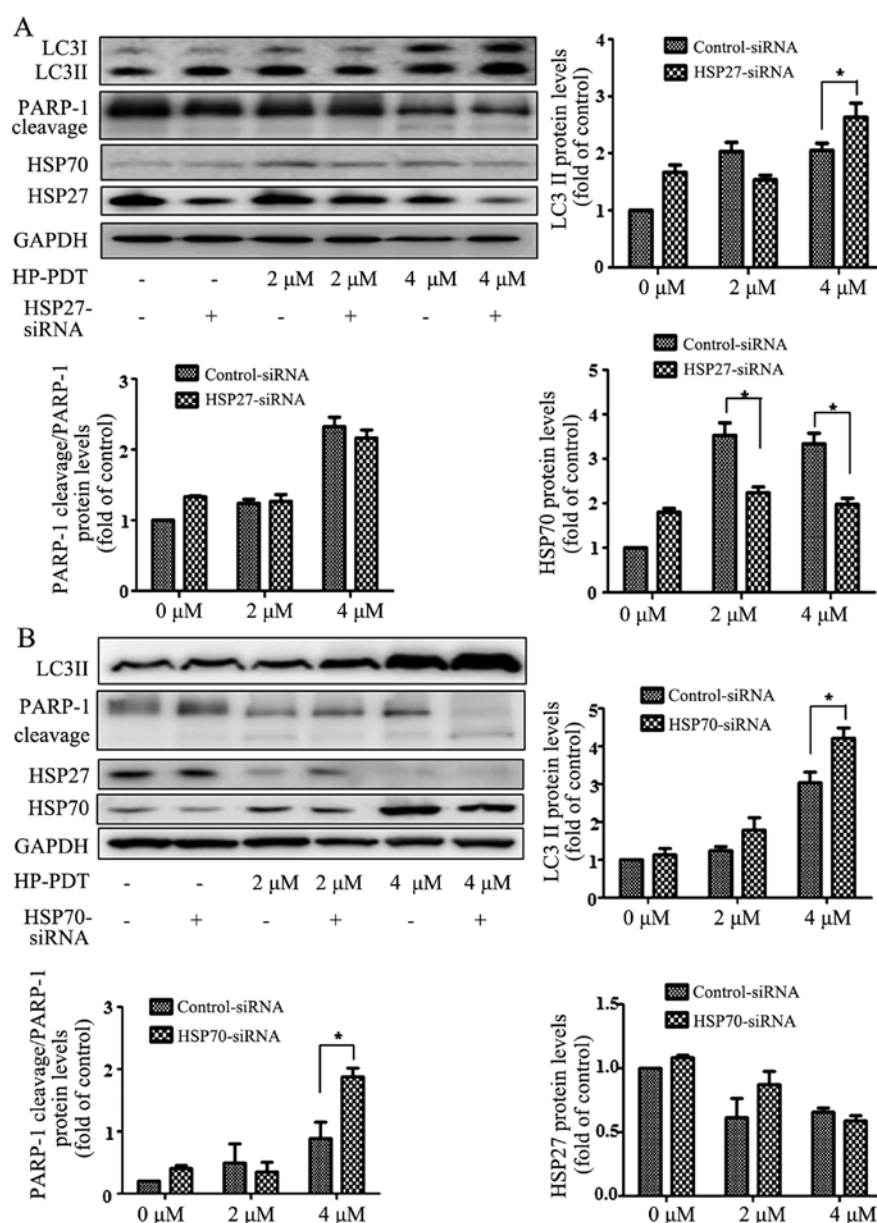 A
LC3I
LC3II
PARP-1
cleavage
HSP70
HSP27
GAPDH
HP-PDT - - 2 μM 2 μM 4 μM 4 μM
HSP27-
siRNA - + - + - +
LC3 II protein levels
(fold of control)
4
3
2
1
0
Control-siRNA
HSP27-siRNA
*
0 μM 2 μM 4 μM
PARP-1 cleavage/PARP-1
protein levels
(fold of control)
3
2
1
0
Control-siRNA
HSP27-siRNA
0 μM 2 μM 4 μM
HSP70 protein levels
(fold of control)
5
4
3
2
1
0
Control-siRNA
HSP27-siRNA
* *
0 μM 2 μM 4 μM
B
LC3II
PARP-1
cleavage
HSP27
HSP70
GAPDH
HP-PDT - - 2 μM 2 μM 4 μM 4 μM
HSP70-
siRNA - + - + - +
LC3 II protein levels
(fold of control)
5
4
3
2
1
0
Control-siRNA
HSP70-siRNA
*
0 μM 2 μM 4 μM
PARP-1 cleavage/PARP-1
protein levels
(fold of control)
3
2
1
0
Control-siRNA
HSP70-siRNA
*
0 μM 2 μM 4 μM
HSP27 protein levels
(fold of control)
1.5
1.0
0.5
0.0
Control-siRNA
HSP70-siRNA
0 μM 2 μM 4 μM